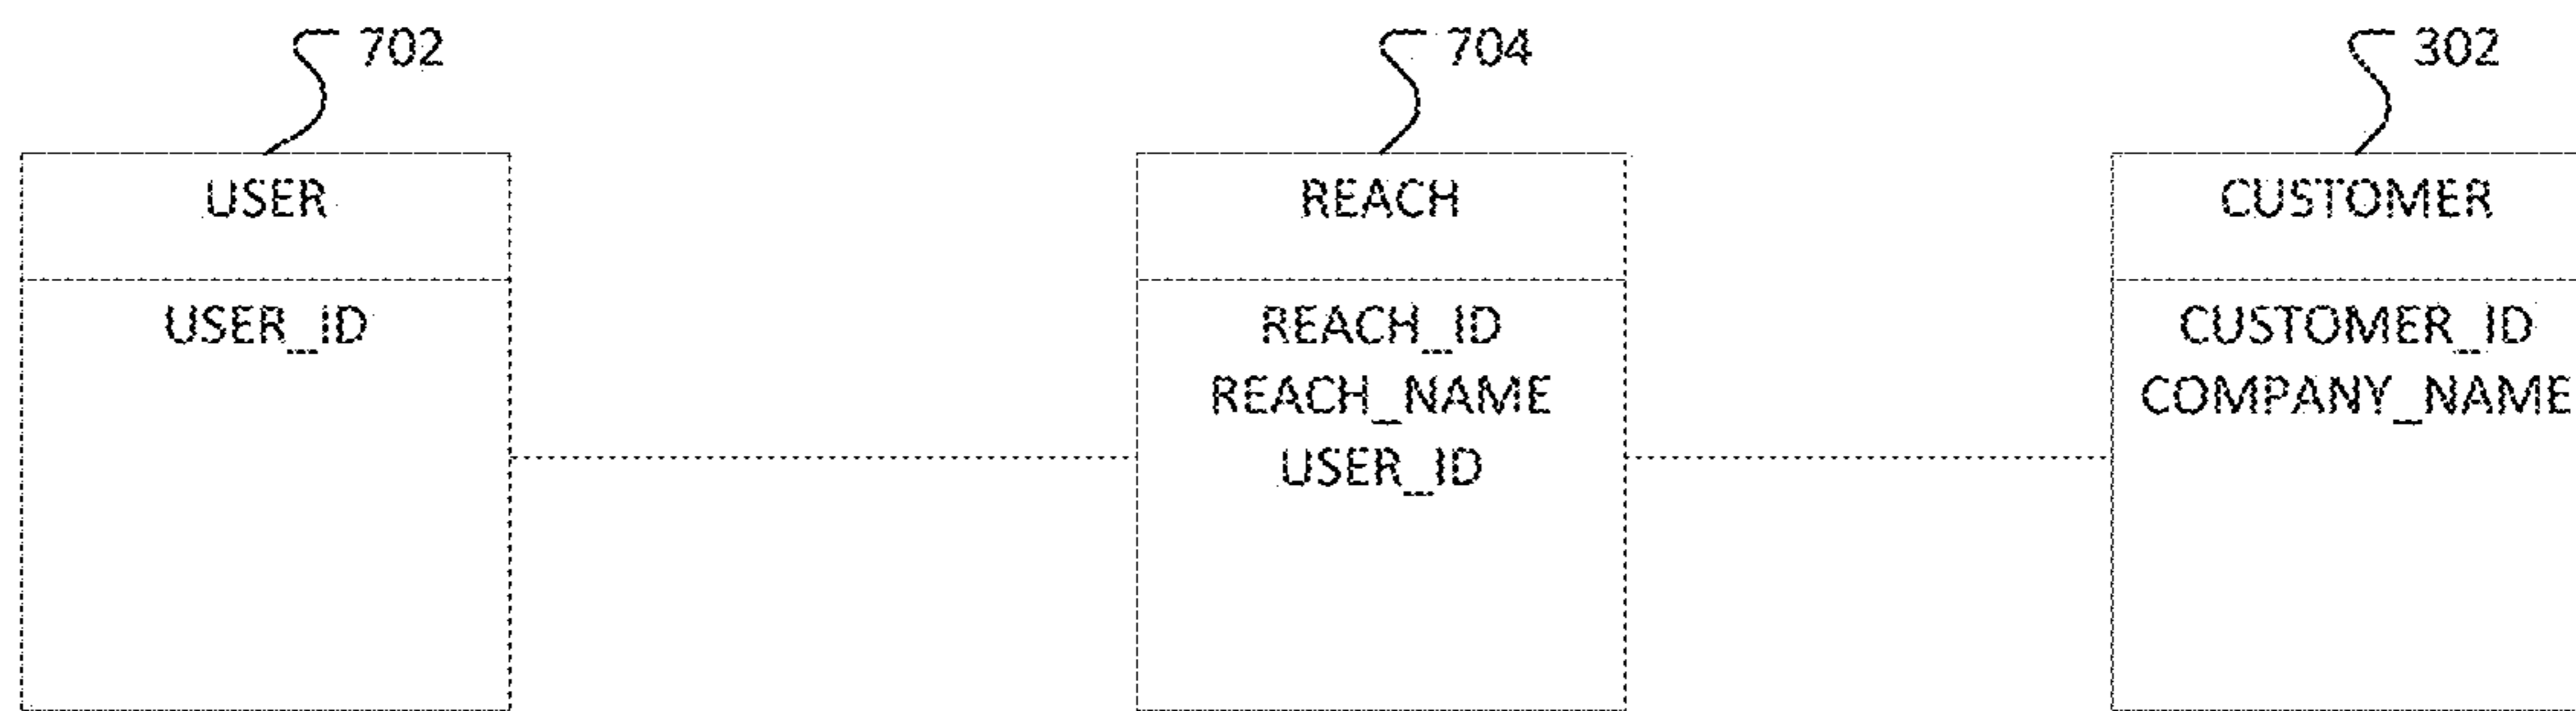 702
704
302
USER
REACH
CUSTOMER
USER_ID
REACH_ID
REACH_NAME
USER_ID
CUSTOMER_ID
COMPANY_NAME